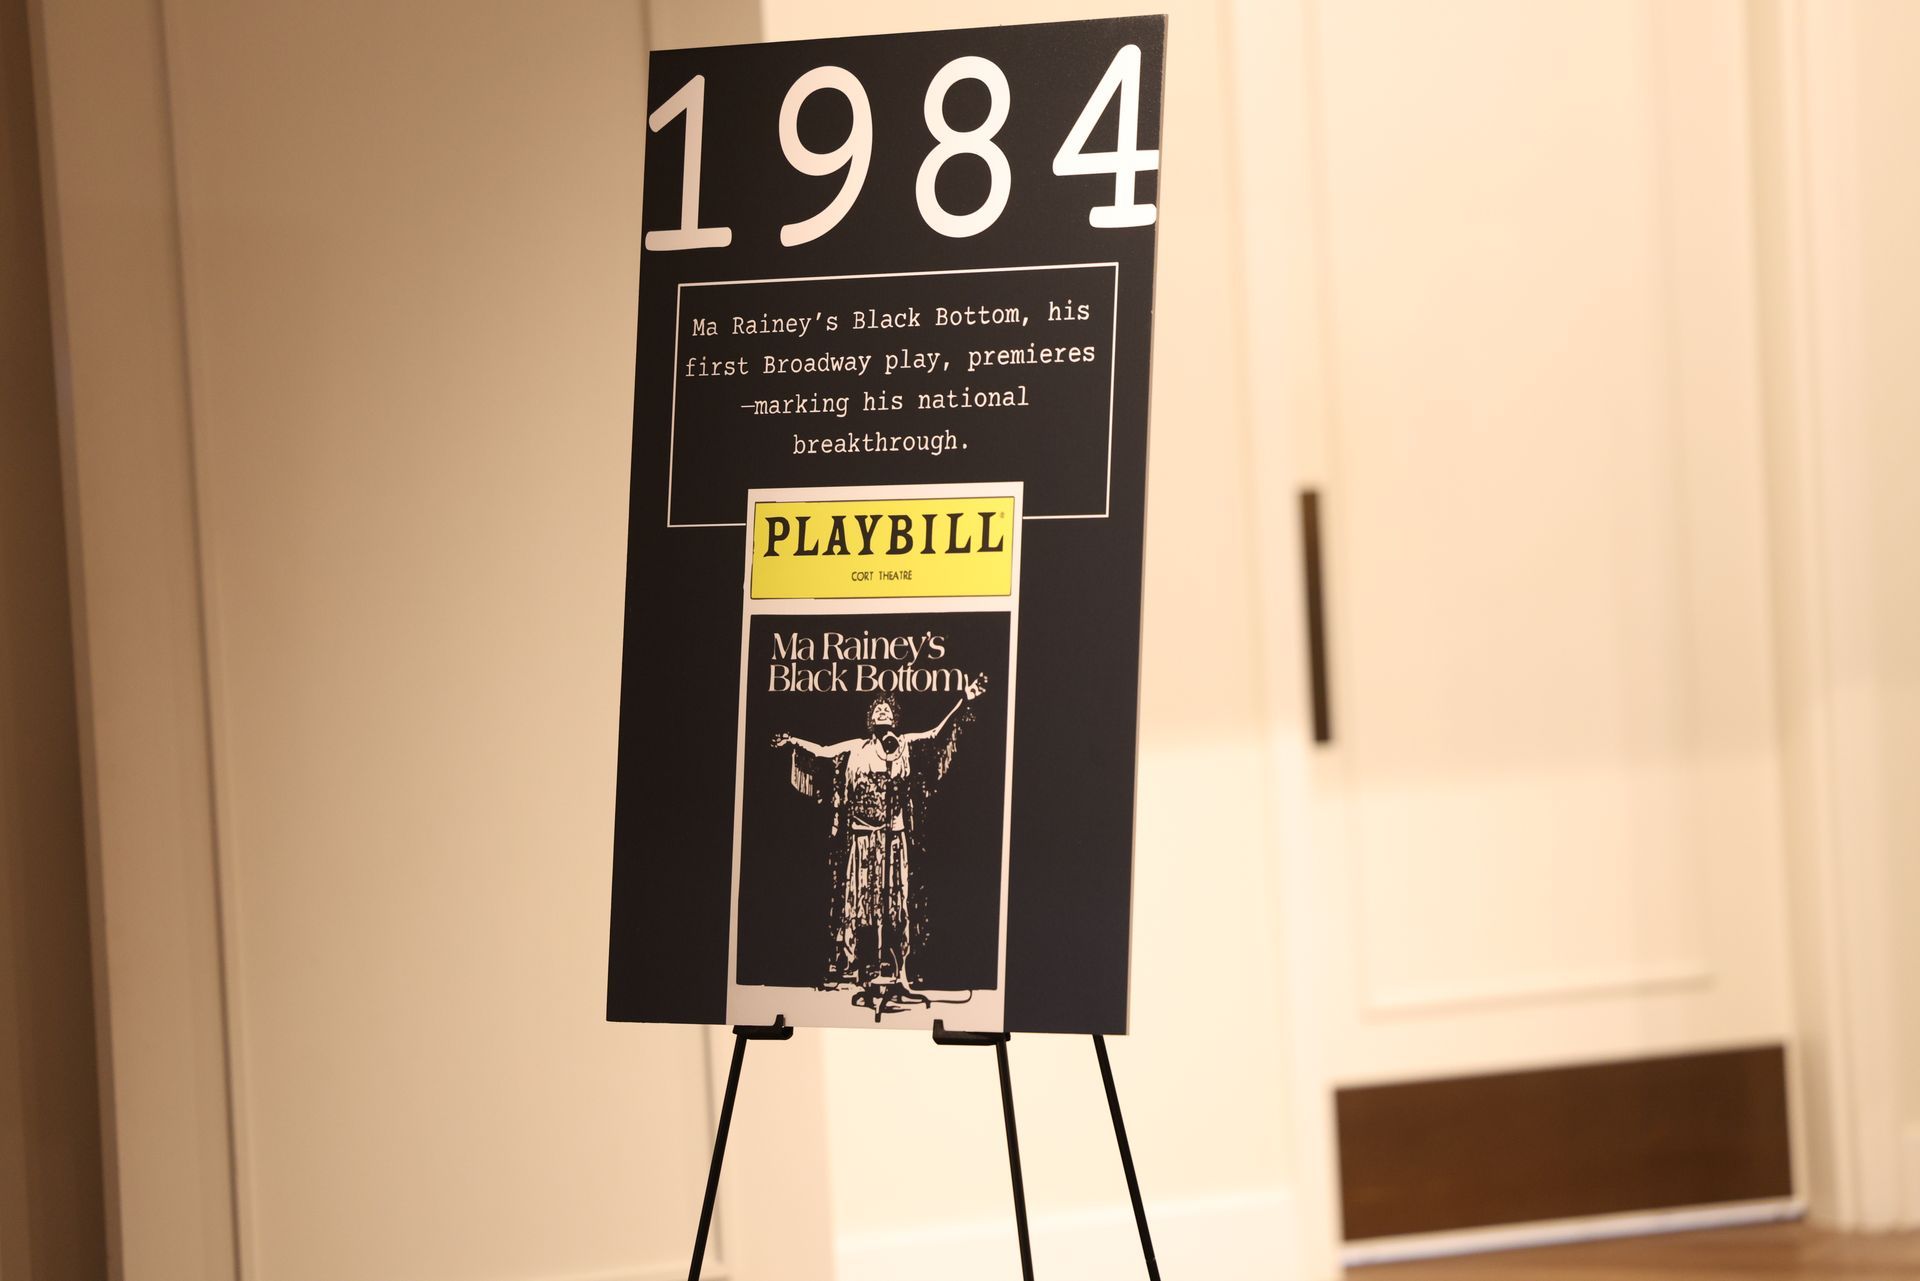 1984
Ma Rainey’s Black Bottom, his
first Broadway play, premieres
—marking his national
breakthrough.
PLAYBILL®
CORT THEATRE
Ma Rainey's
Black Bottom